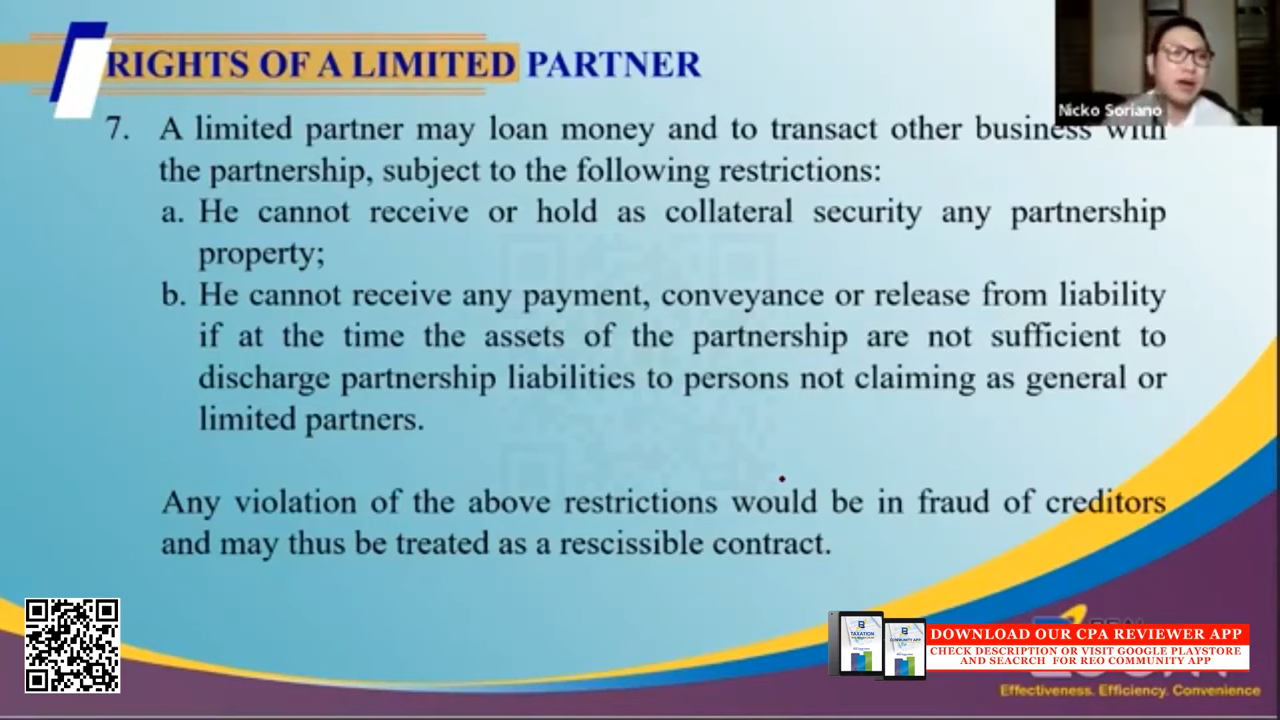 RIGHTS OF A LIMITED PARTNER
Nicko Soriano
7. A limited partner may loan money and to transact other business with
the partnership, subject to the following restrictions:
a. He cannot receive or hold as collateral security any partnership
property;
b. He cannot receive any payment, conveyance or release from liability
if at the time the assets of the partnership are not sufficient to
discharge partnership liabilities to persons not claiming as general or
limited partners.
Any violation of the above restrictions would be in fraud of creditors
and may thus be treated as a rescissible contract.
TAXATION
COMMUNITY APP
DOWNLOAD OUR CPA REVIEWER APP
CHECK DESCRIPTION OR VISIT GOOGLE PLAYSTORE
AND SEACRCH FOR REO COMMUNITY APP
Effectiveness. Efficiency. Convenience